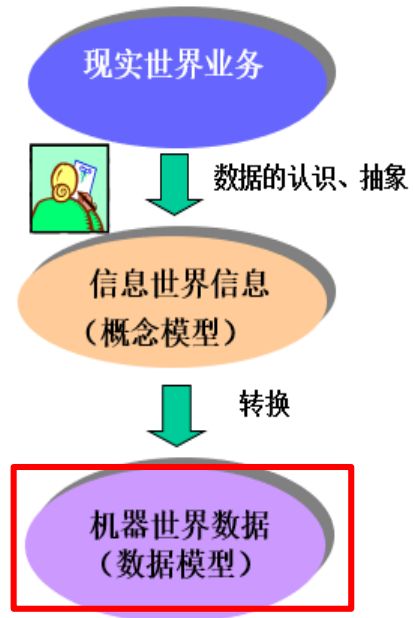 现实世界业务
数据的认识、抽象
信息世界信息
（概念模型）
转换
机器世界数据
（数据模型）